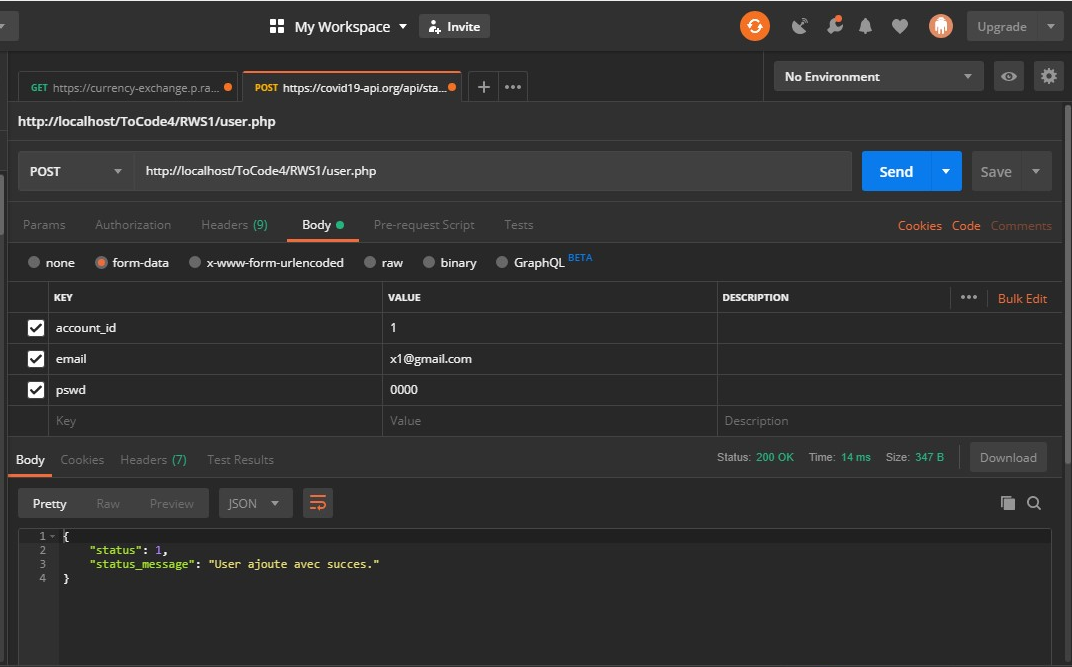 My Workspace Invite Upgrade
GET https://currency-exchange.p.ra... POST https://covid19-api.org/api/sta... + ••• No Environment
http://localhost/ToCode4/RWS1/user.php
POST http://localhost/ToCode4/RWS1/user.php Send Save
Params Authorization Headers (9) Body Pre-request Script Tests Cookies Code Comments
none form-data x-www-form-urlencoded raw binary GraphQL BETA
KEY VALUE DESCRIPTION ••• Bulk Edit
account_id 1
email x1@gmail.com
pswd 0000
Key Value Description
Body Cookies Headers (7) Test Results Status: 200 OK Time: 14 ms Size: 347 B Download
Pretty Raw Preview JSON
1 {
2 "status": 1,
3 "status_message": "User ajoute avec succes."
4 }